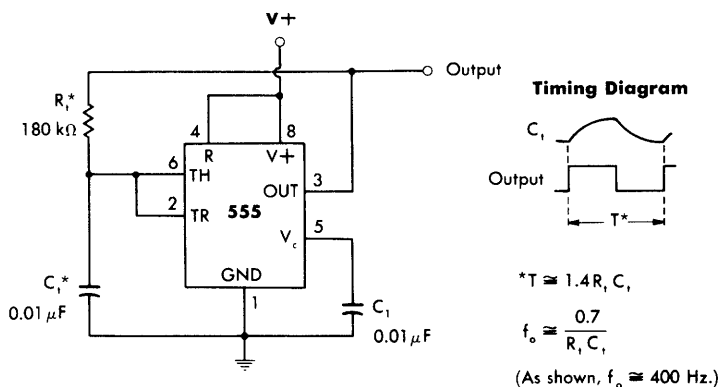 V+
Output
R₁*
180 kΩ
4
8
R
V+
6
TH
OUT
3
2
TR
555
5
Vc
GND
1
C₁*
0.01 μF
C₁
0.01 μF
Timing Diagram
C₁
Output
T*
*T ≅ 1.4R₁ C₁
f₀ ≅ 0.7
R₁ C₁
(As shown, f₀ ≅ 400 Hz.)